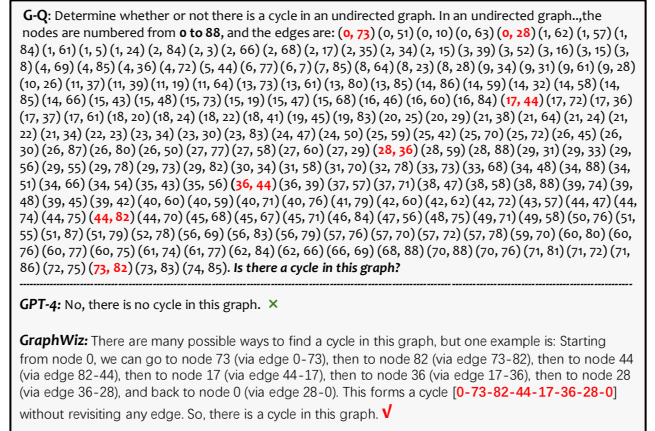 G-Q: Determine whether or not there is a cycle in an undirected graph. In an undirected graph..,the
nodes are numbered from 0 to 88, and the edges are: (0, 73) (0, 51) (0, 10) (0, 63) (0, 28) (1, 62) (1, 57) (1,
84) (1, 61) (1, 5) (1, 24) (2, 84) (2, 3) (2, 66) (2, 68) (2, 17) (2, 35) (2, 34) (2, 15) (3, 39) (3, 52) (3, 16) (3, 15) (3,
8) (4, 69) (4, 85) (4, 36) (4, 72) (5, 44) (6, 77) (6, 7) (7, 85) (8, 64) (8, 23) (8, 28) (9, 34) (9, 31) (9, 61) (9, 28)
(10, 26) (11, 37) (11, 39) (11, 19) (11, 64) (13, 73) (13, 61) (13, 80) (13, 85) (14, 86) (14, 59) (14, 32) (14, 58) (14,
85) (14, 66) (15, 43) (15, 48) (15, 73) (15, 19) (15, 47) (15, 68) (16, 46) (16, 60) (16, 84) (17, 44) (17, 72) (17, 36)
(17, 37) (17, 61) (18, 20) (18, 24) (18, 22) (18, 41) (19, 45) (19, 83) (20, 25) (20, 29) (21, 38) (21, 64) (21, 24) (21,
22) (21, 34) (22, 23) (23, 34) (23, 30) (23, 83) (24, 47) (24, 50) (25, 59) (25, 42) (25, 70) (25, 72) (26, 45) (26,
30) (26, 87) (26, 80) (26, 50) (27, 77) (27, 58) (27, 60) (27, 29) (28, 36) (28, 59) (28, 88) (29, 31) (29, 33) (29,
56) (29, 55) (29, 78) (29, 73) (29, 82) (30, 34) (31, 58) (31, 70) (32, 78) (33, 73) (33, 68) (34, 48) (34, 88) (34,
51) (34, 66) (34, 54) (35, 43) (35, 56) (36, 44) (36, 39) (37, 57) (37, 71) (38, 47) (38, 58) (38, 88) (39, 74) (39,
48) (39, 45) (39, 42) (40, 60) (40, 59) (40, 71) (40, 76) (41, 79) (42, 60) (42, 62) (42, 72) (43, 57) (44, 47) (44,
74) (44, 75) (44, 82) (44, 70) (45, 68) (45, 67) (45, 71) (46, 84) (47, 56) (48, 75) (49, 71) (49, 58) (50, 76) (51,
55) (51, 87) (51, 79) (52, 78) (56, 69) (56, 83) (56, 79) (57, 76) (57, 70) (57, 72) (57, 78) (59, 70) (60, 80) (60,
76) (60, 77) (60, 75) (61, 74) (61, 77) (62, 84) (62, 66) (66, 69) (68, 88) (70, 88) (70, 76) (71, 81) (71, 72) (71,
86) (72, 75) (73, 82) (73, 83) (74, 85). Is there a cycle in this graph?
GPT-4: No, there is no cycle in this graph. ×
GraphWiz: There are many possible ways to find a cycle in this graph, but one example is: Starting
from node 0, we can go to node 73 (via edge 0-73), then to node 82 (via edge 73-82), then to node 44
(via edge 82-44), then to node 17 (via edge 44-17), then to node 36 (via edge 17-36), then to node 28
(via edge 36-28), and back to node 0 (via edge 28-0). This forms a cycle [0-73-82-44-17-36-28-0]
without revisiting any edge. So, there is a cycle in this graph. √